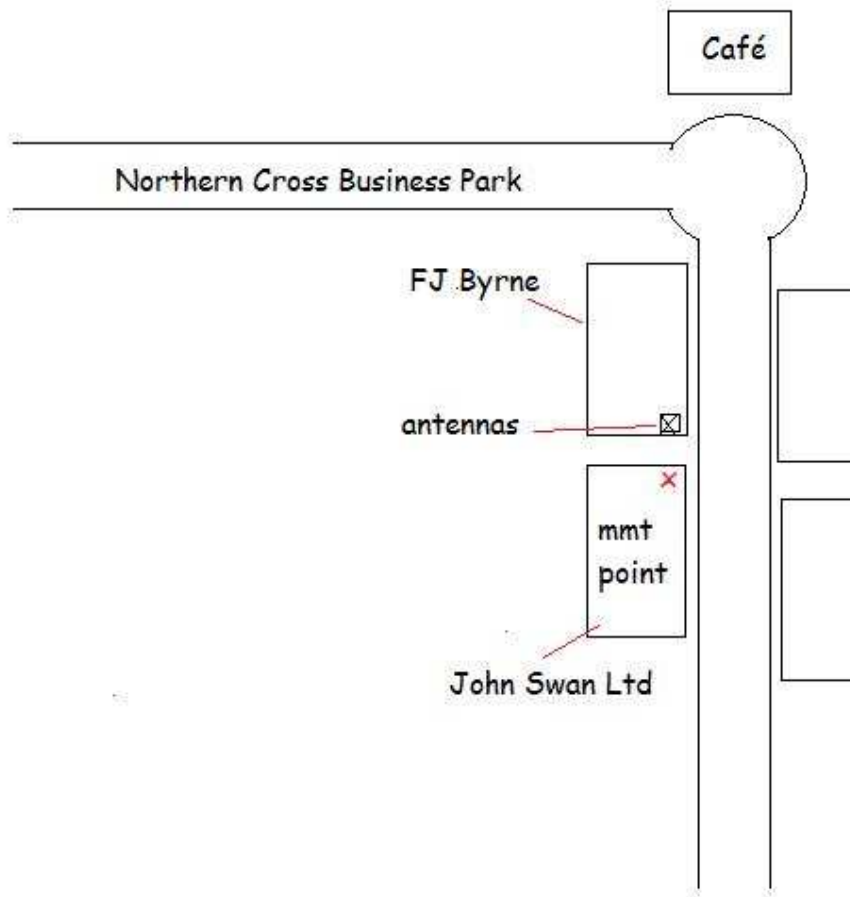 Café
Northern Cross Business Park
FJ Byrne
antennas
mmt
point
John Swan Ltd